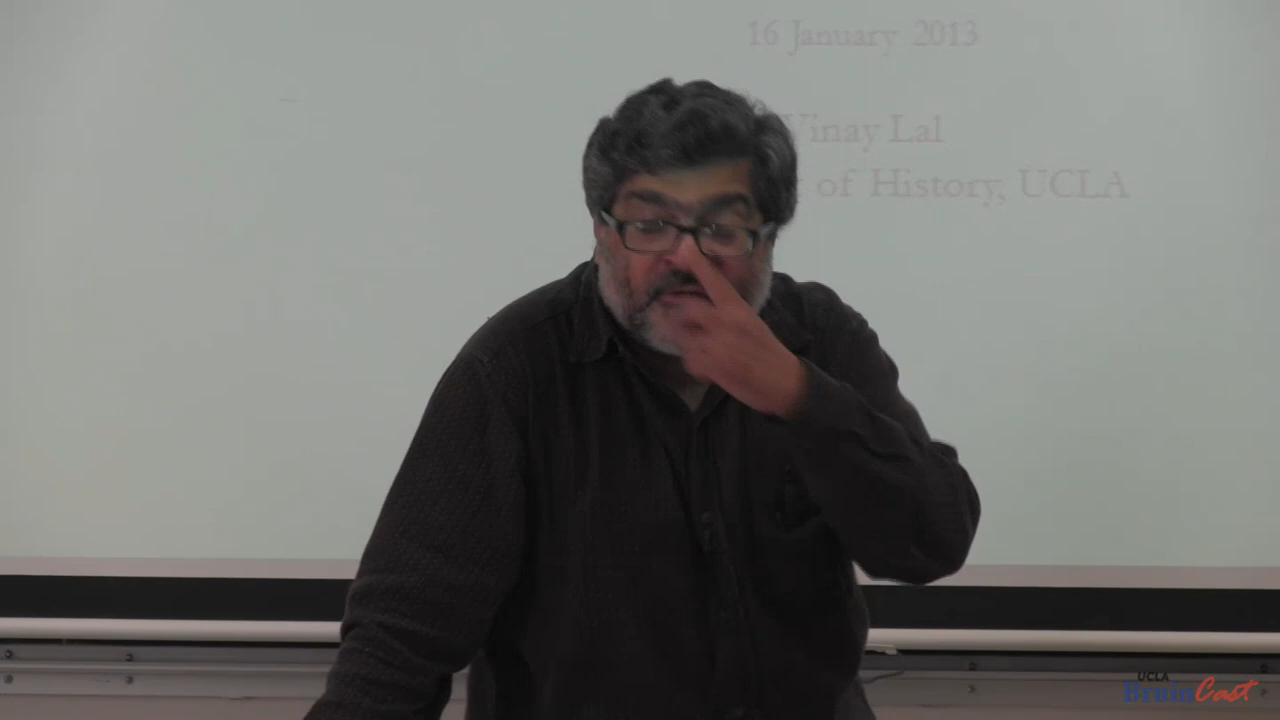 16 January 2013
Vinay Lal
of History, UCLA
UCLA
BruinCast